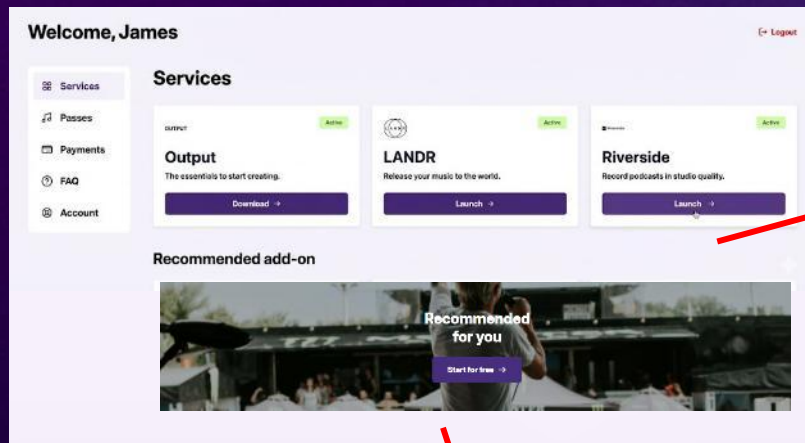 Welcome, James
Logout
Services
Passes
Payments
FAQ
Account
Services
OUTPUT
Active
Output
The essentials to start creating.
Download →
LANDR
Active
LANDR
Release your music to the world.
Launch →
Active
Riverside
Record podcasts in studio quality.
Launch →
Recommended add-on
Recommended
for you
Start for free →